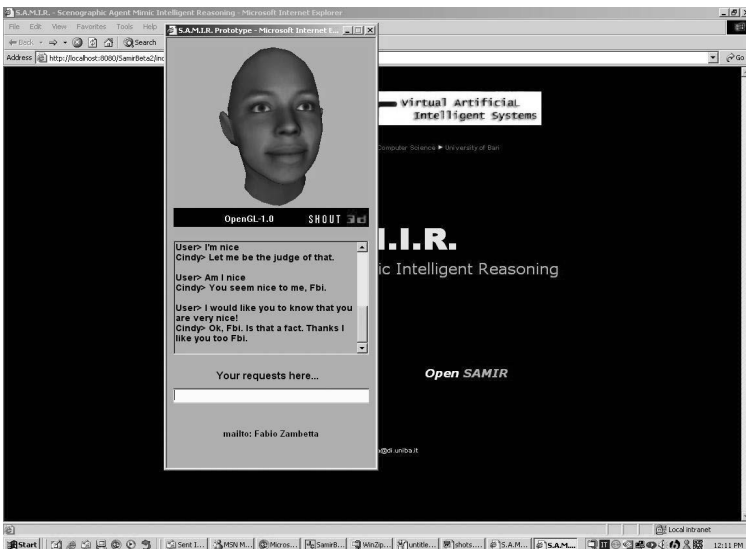 S.A.M.I.R. - Scenographic Agent Mimic Intelligent Reasoning - Microsoft Internet Explorer
File Edit View Favorites Tools Help
Back Search
Address http://localhost:8080/SamirBeta2/in
Go
S.A.M.I.R. Prototype - Microsoft Internet E...
Virtual ArtificiaL
Intelligent Systems
Computer Science University of Bari
OpenGL-1.0 SHOUT 3d
.I.R.
ic Intelligent Reasoning
User> I'm nice
Cindy> Let me be the judge of that.
User> Am I nice
Cindy> You seem nice to me, Fbi.
User> I would like you to know that you
are very nice!
Cindy> Ok, Fbi. Is that a fact. Thanks I
like you too Fbi.
Your requests here...
Open SAMIR
mailto: Fabio Zambetta
@di.uniba.it
Local intranet
Start Sent I... MSN M... Micros... SamirB... WinZip... untitle... shots.... S.A.M... S.A.M... 12:11 PM